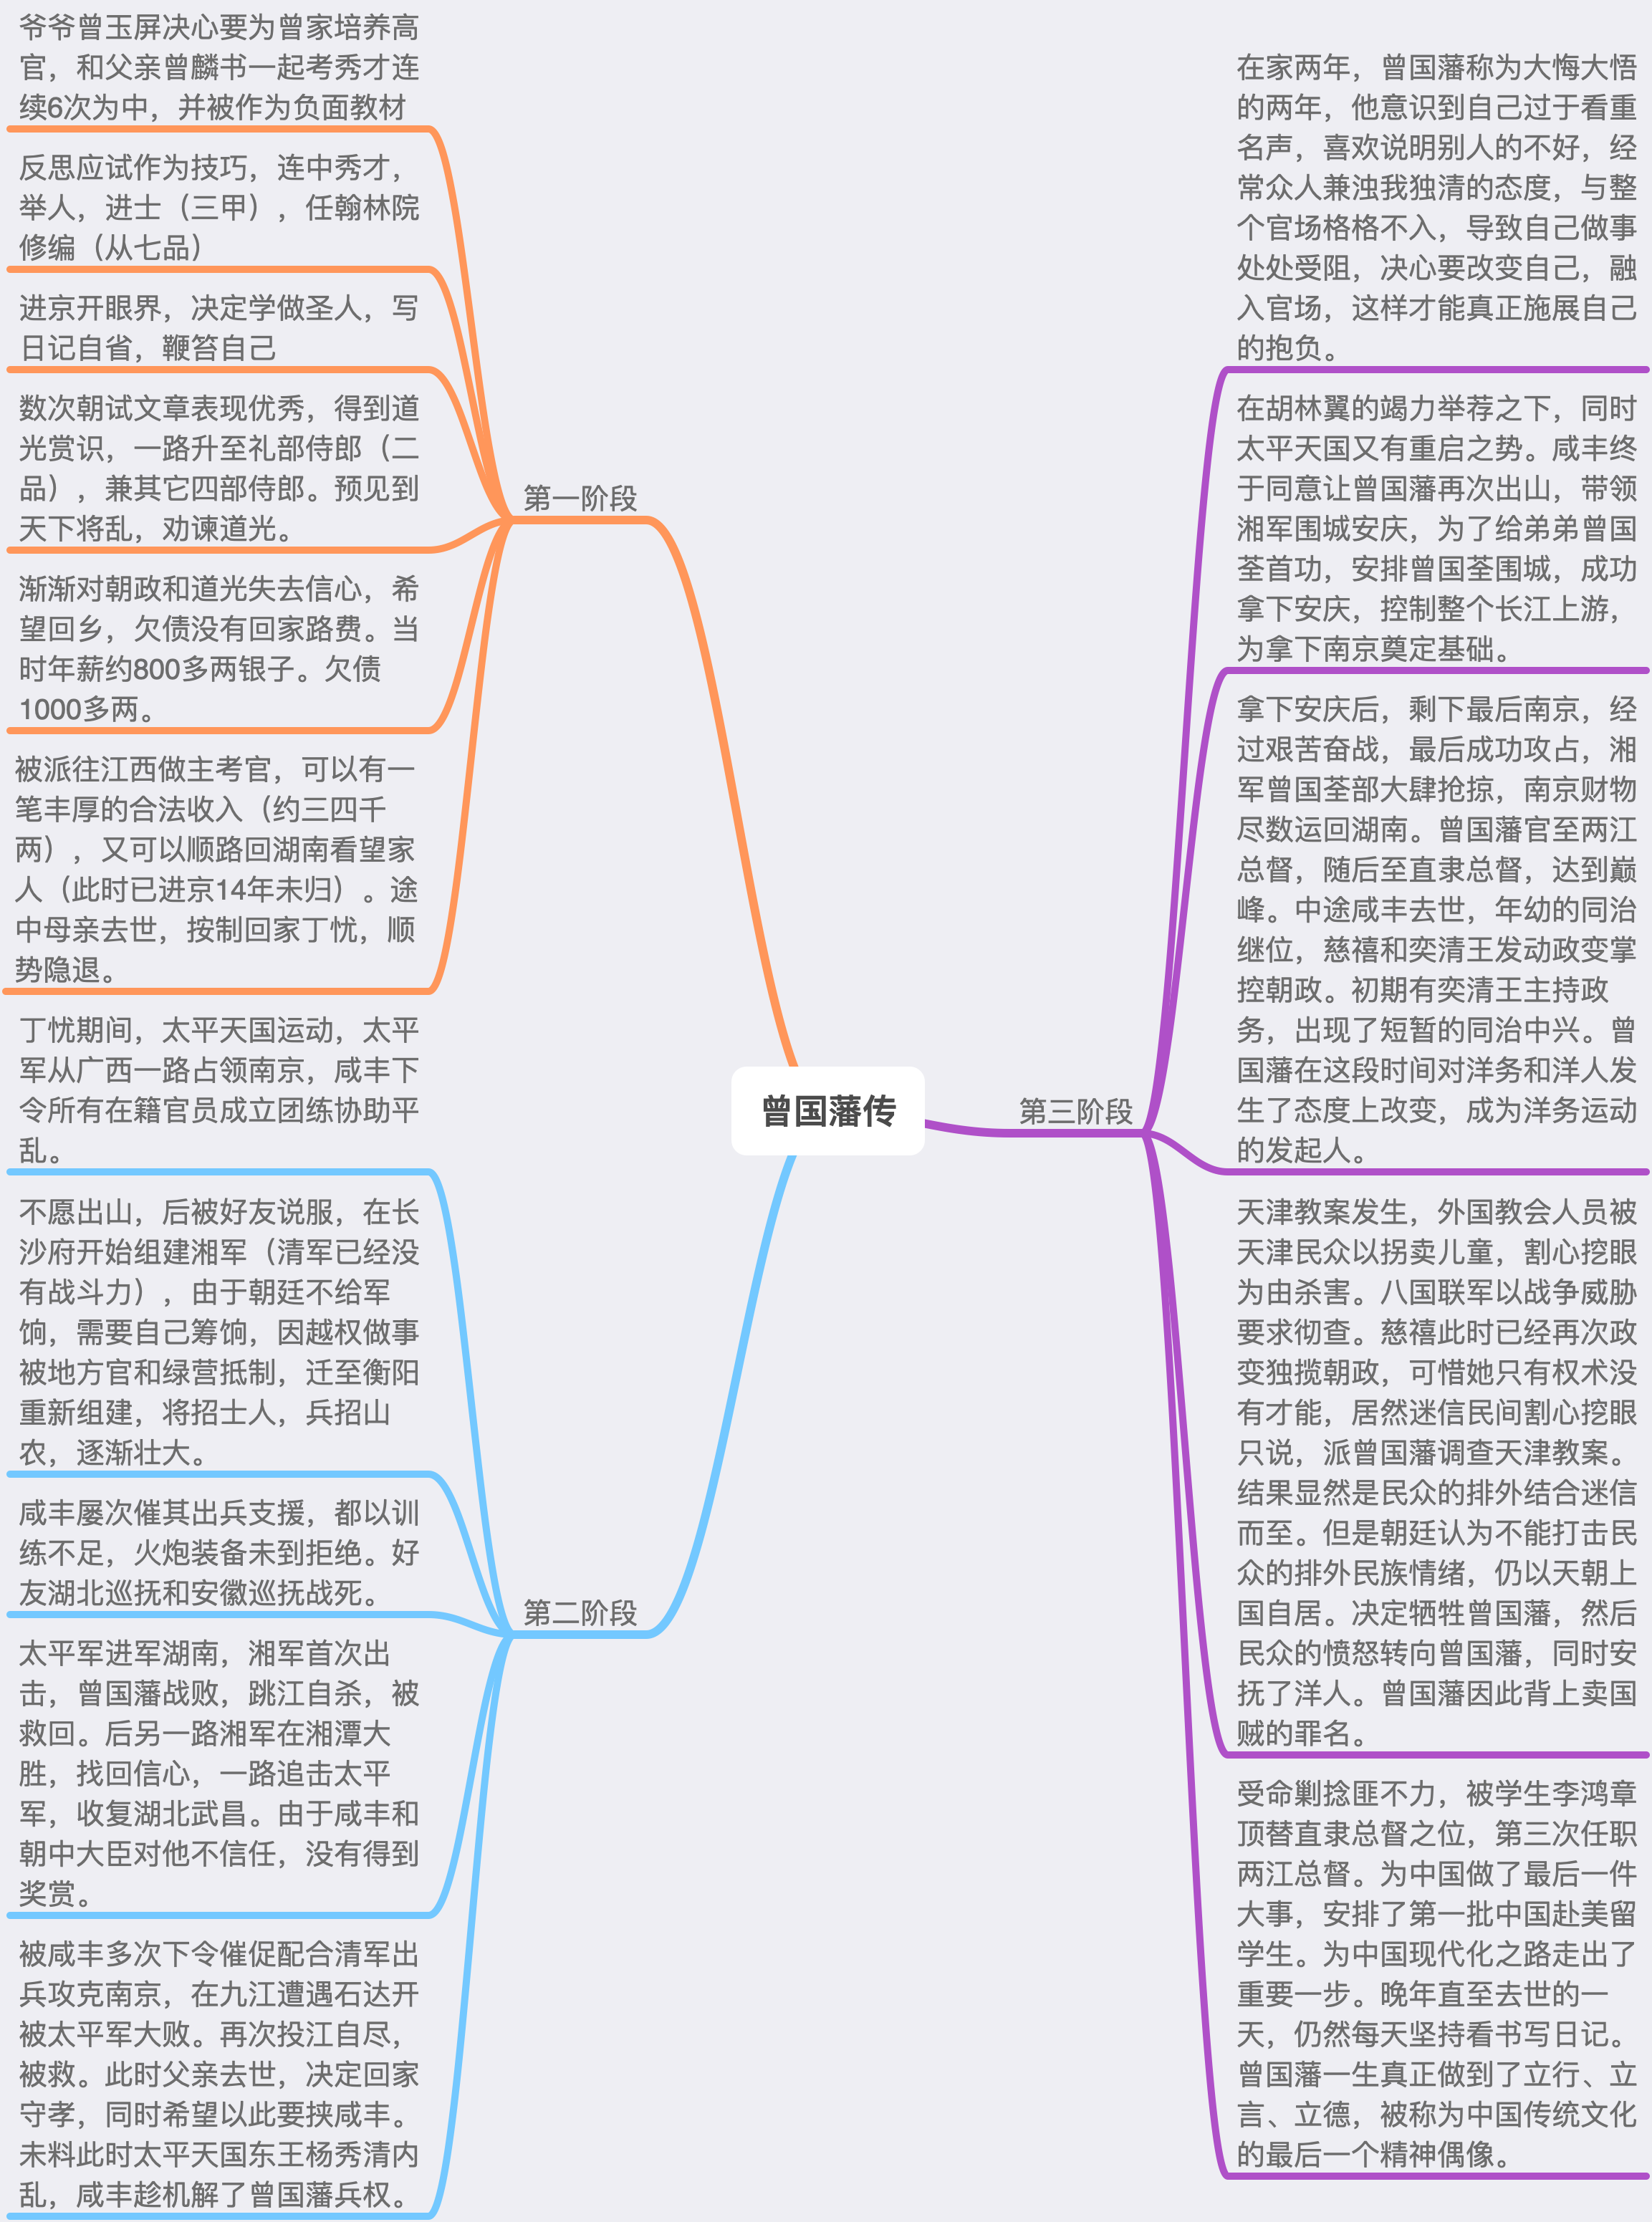 曾国藩传
第一阶段
爷爷曾玉屏决心要为曾家培养高
官，和父亲曾麟书一起考秀才连
续6次为中，并被作为负面教材
反思应试作为技巧，连中秀才，
举人，进士（三甲），任翰林院
修编（从七品）
进京开眼界，决定学做圣人，写
日记自省，鞭笞自己
数次朝试文章表现优秀，得到道
光赏识，一路升至礼部侍郎（二
品），兼其它四部侍郎。预见到
天下将乱，劝谏道光。
渐渐对朝政和道光失去信心，希
望回乡，欠债没有回家路费。当
时年薪约800多两银子。欠债
1000多两。
被派往江西做主考官，可以有一
笔丰厚的合法收入（约三四千
两），又可以顺路回湖南看望家
人（此时已进京14年未归）。途
中母亲去世，按制回家丁忧，顺
势隐退。
第二阶段
丁忧期间，太平天国运动，太平
军从广西一路占领南京，咸丰下
令所有在籍官员成立团练协助平
乱。
不愿出山，后被好友说服，在长
沙府开始组建湘军（清军已经没
有战斗力），由于朝廷不给军
饷，需要自己筹饷，因越权做事
被地方官和绿营抵制，迁至衡阳
重新组建，将招士人，兵招山
农，逐渐壮大。
咸丰屡次催其出兵支援，都以训
练不足，火炮装备未到拒绝。好
友湖北巡抚和安徽巡抚战死。
太平军进军湖南，湘军首次出
击，曾国藩战败，跳江自杀，被
救回。后另一路湘军在湘潭大
胜，找回信心，一路追击太平
军，收复湖北武昌。由于咸丰和
朝中大臣对他不信任，没有得到
奖赏。
被咸丰多次下令催促配合清军出
兵攻克南京，在九江遭遇石达开
被太平军大败。再次投江自尽，
被救。此时父亲去世，决定回家
守孝，同时希望以此要挟咸丰。
未料此时太平天国东王杨秀清内
乱，咸丰趁机解了曾国藩兵权。
第三阶段
在家两年，曾国藩称为大悔大悟
的两年，他意识到自己过于看重
名声，喜欢说明别人的不好，经
常众人兼浊我独清的态度，与整
个官场格格不入，导致自己做事
处处受阻，决心要改变自己，融
入官场，这样才能真正施展自己
的抱负。
在胡林翼的竭力举荐之下，同时
太平天国又有重启之势。咸丰终
于同意让曾国藩再次出山，带领
湘军围城安庆，为了给弟弟曾国
荃首功，安排曾国荃围城，成功
拿下安庆，控制整个长江上游，
为拿下南京奠定基础。
拿下安庆后，剩下最后南京，经
过艰苦奋战，最后成功攻占，湘
军曾国荃部大肆抢掠，南京财物
尽数运回湖南。曾国藩官至两江
总督，随后至直隶总督，达到巅
峰。中途咸丰去世，年幼的同治
继位，慈禧和奕清王发动政变掌
控朝政。初期有奕清王主持政
务，出现了短暂的同治中兴。曾
国藩在这段时间对洋务和洋人发
生了态度上改变，成为洋务运动
的发起人。
天津教案发生，外国教会人员被
天津民众以拐卖儿童，割心挖眼
为由杀害。八国联军以战争威胁
要求彻查。慈禧此时已经再次政
变独揽朝政，可惜她只有权术没
有才能，居然迷信民间割心挖眼
只说，派曾国藩调查天津教案。
结果显然是民众的排外结合迷信
而至。但是朝廷认为不能打击民
众的排外民族情绪，仍以天朝上
国自居。决定牺牲曾国藩，然后
民众的愤怒转向曾国藩，同时安
抚了洋人。曾国藩因此背上卖国
贼的罪名。
受命剿捻匪不力，被学生李鸿章
顶替直隶总督之位，第三次任职
两江总督。为中国做了最后一件
大事，安排了第一批中国赴美留
学生。为中国现代化之路走出了
重要一步。晚年直至去世的一
天，仍然每天坚持看书写日记。
曾国藩一生真正做到了立行、立
言、立德，被称为中国传统文化
的最后一个精神偶像。